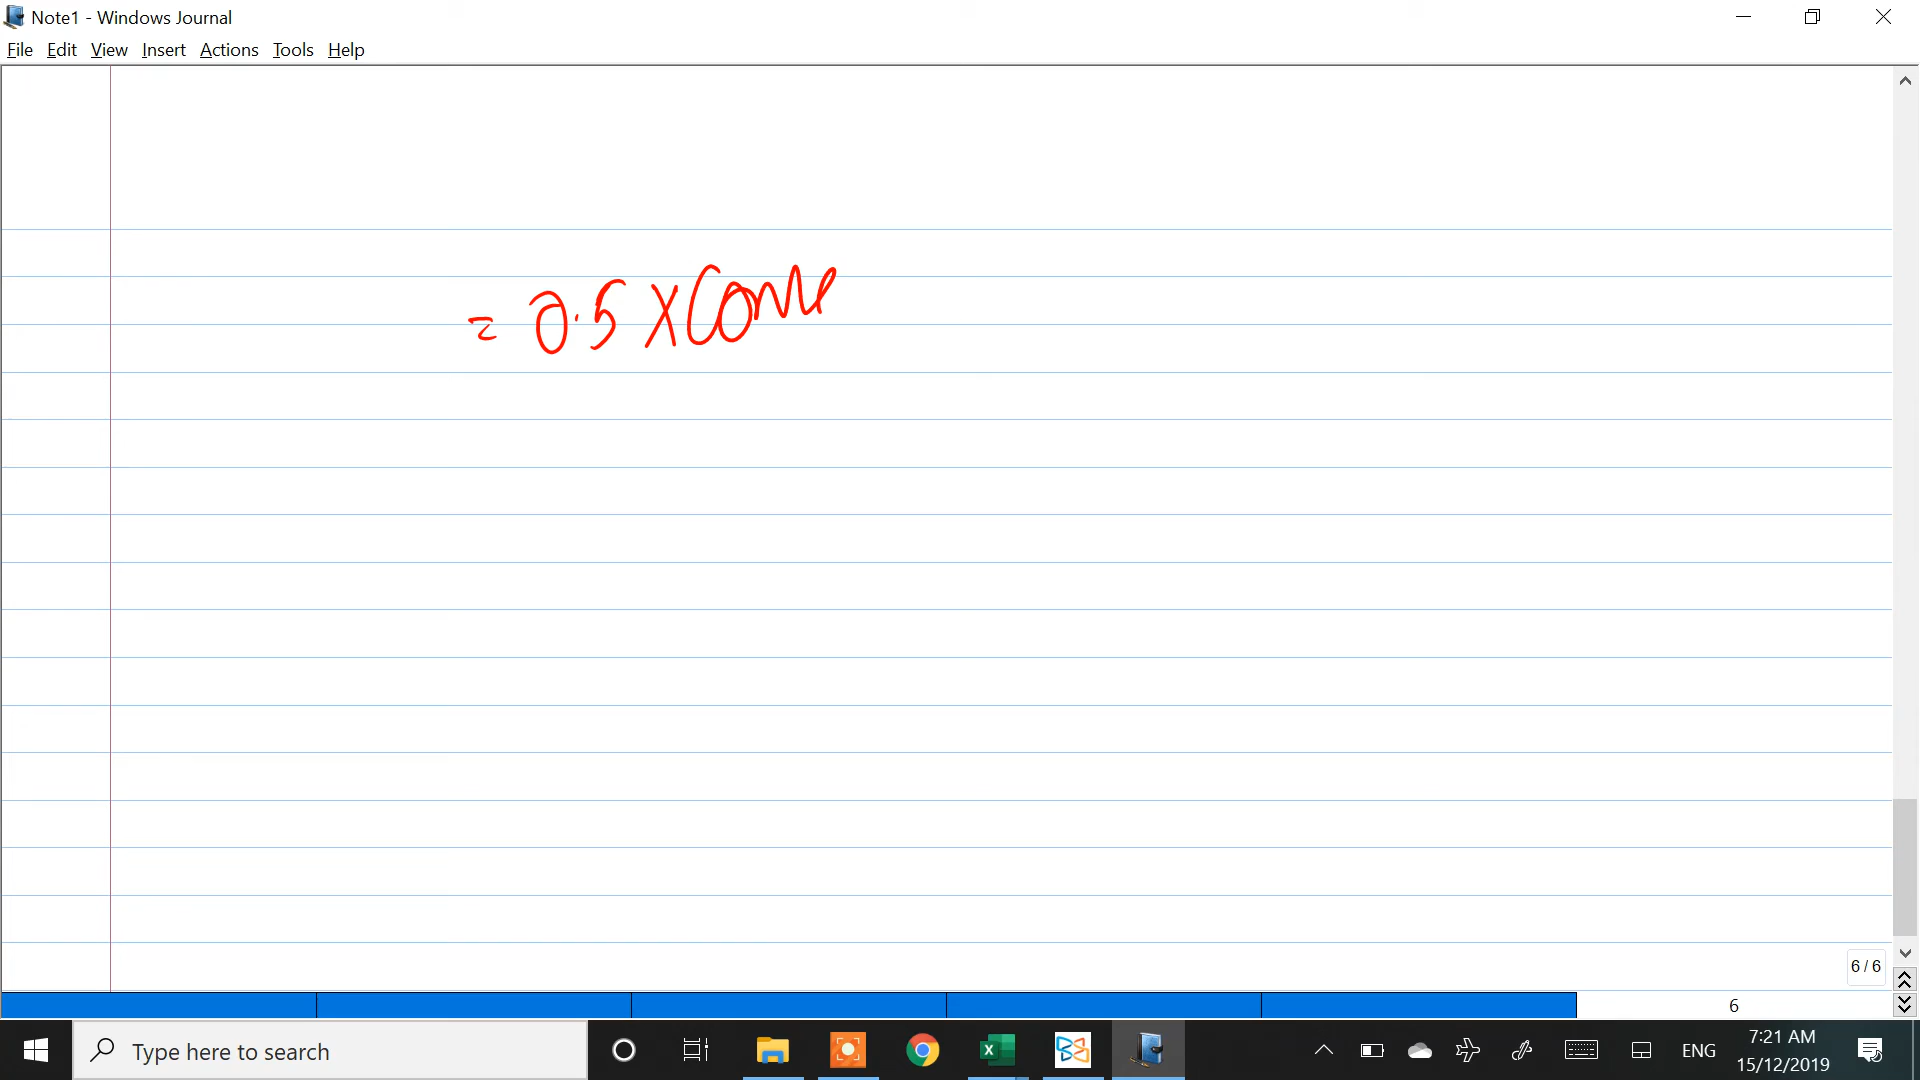 Note1 - Windows Journal
File Edit View Insert Actions Tools Help
= 0.5 X
6 / 6
6
Type here to search
ENG
7:21 AM
15/12/2019